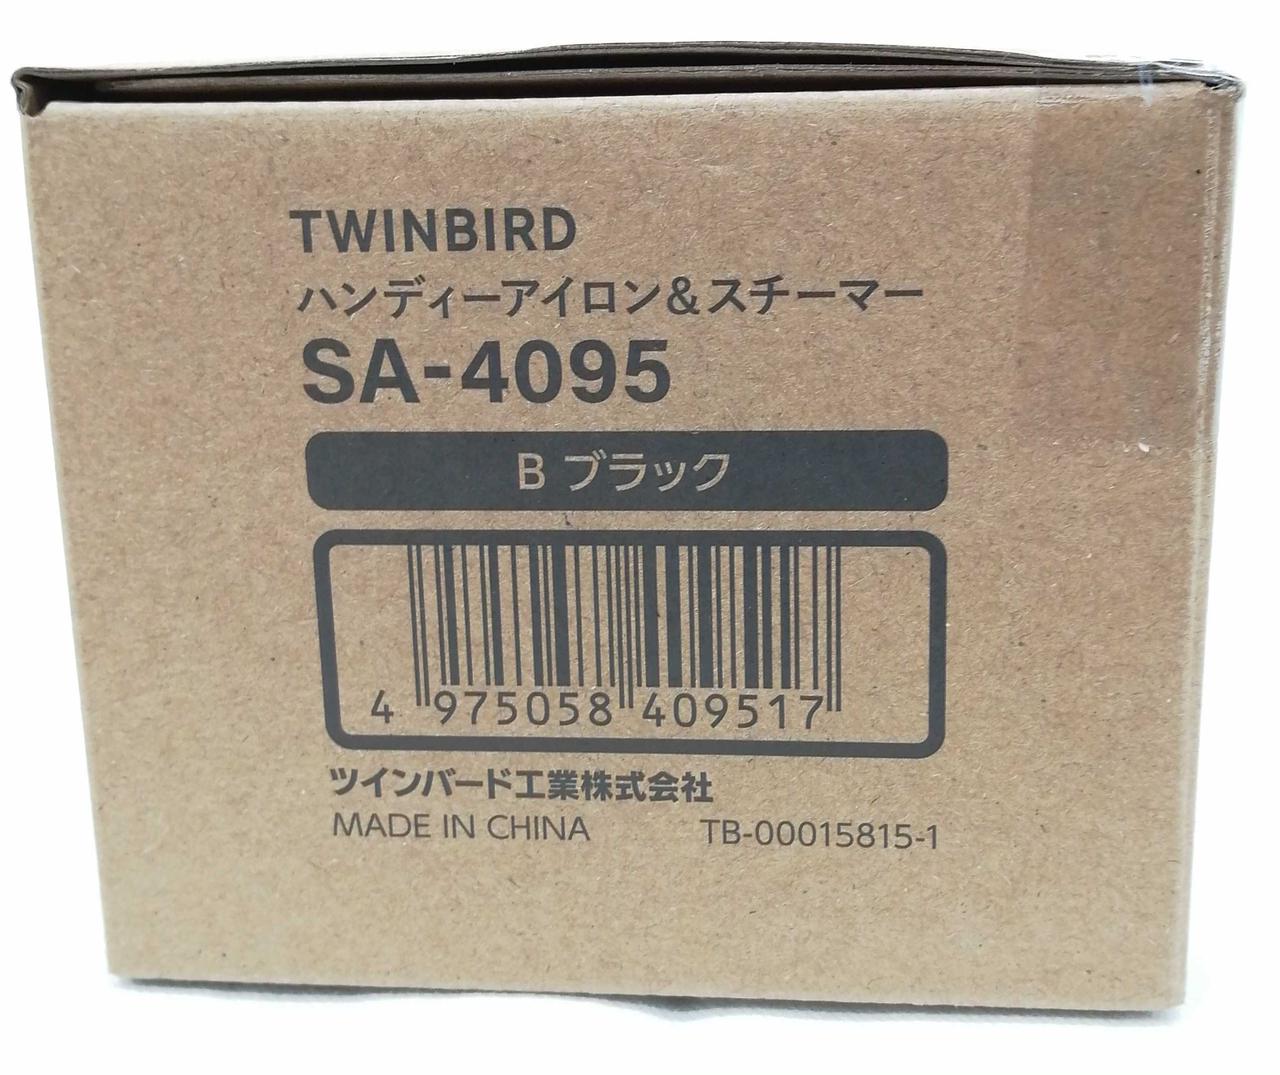 TWINBIRD
ハンディーアイロン&スチーマー
SA-4095
B ブラック
4 975058 409517
ツインバード工業株式会社
MADE IN CHINA TB-00015815-1